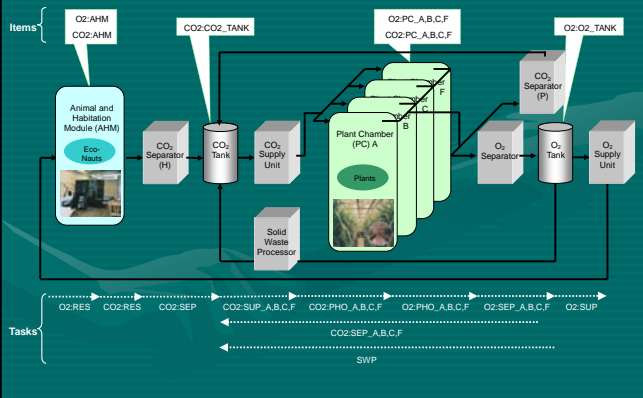 Items
O2:AHM
CO2:AHM
CO2:CO2_TANK
O2:PC_A,B,C,F
CO2:PC_A,B,C,F
O2:O2_TANK
Animal and
Habitation
Module (AHM)
Eco-
Nauts
CO₂
Separator
(H)
CO₂
Tank
CO₂
Supply
Unit
F
C
B
Plant Chamber
(PC) A
Plants
CO₂
Separator
(P)
O₂
Separator
O₂
Tank
O₂
Supply
Unit
Solid
Waste
Processor
Tasks
O2:RES
CO2:RES
CO2:SEP
CO2:SUP_A,B,C,F
CO2:PHO_A,B,C,F
O2:PHO_A,B,C,F
O2:SEP_A,B,C,F
O2:SUP
CO2:SEP_A,B,C,F
SWP